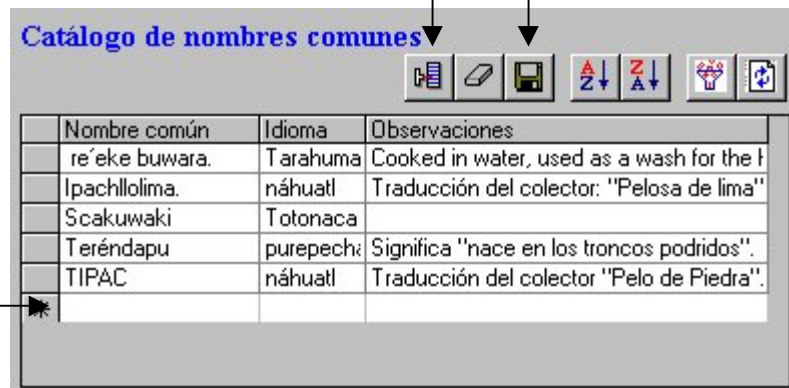 Catálogo de nombres comunes
A Z Z A
Nombre común Idioma Observaciones
re´eke buwara. Tarahuma Cooked in water, used as a wash for the
Ipachllolima. náhuatl Traducción del colector: "Pelosa de lima"
Scakuwaki Totonaca
Teréndapu purepecha Significa "nace en los troncos podridos".
TIPAC náhuatl Traducción del colector "Pelo de Piedra".